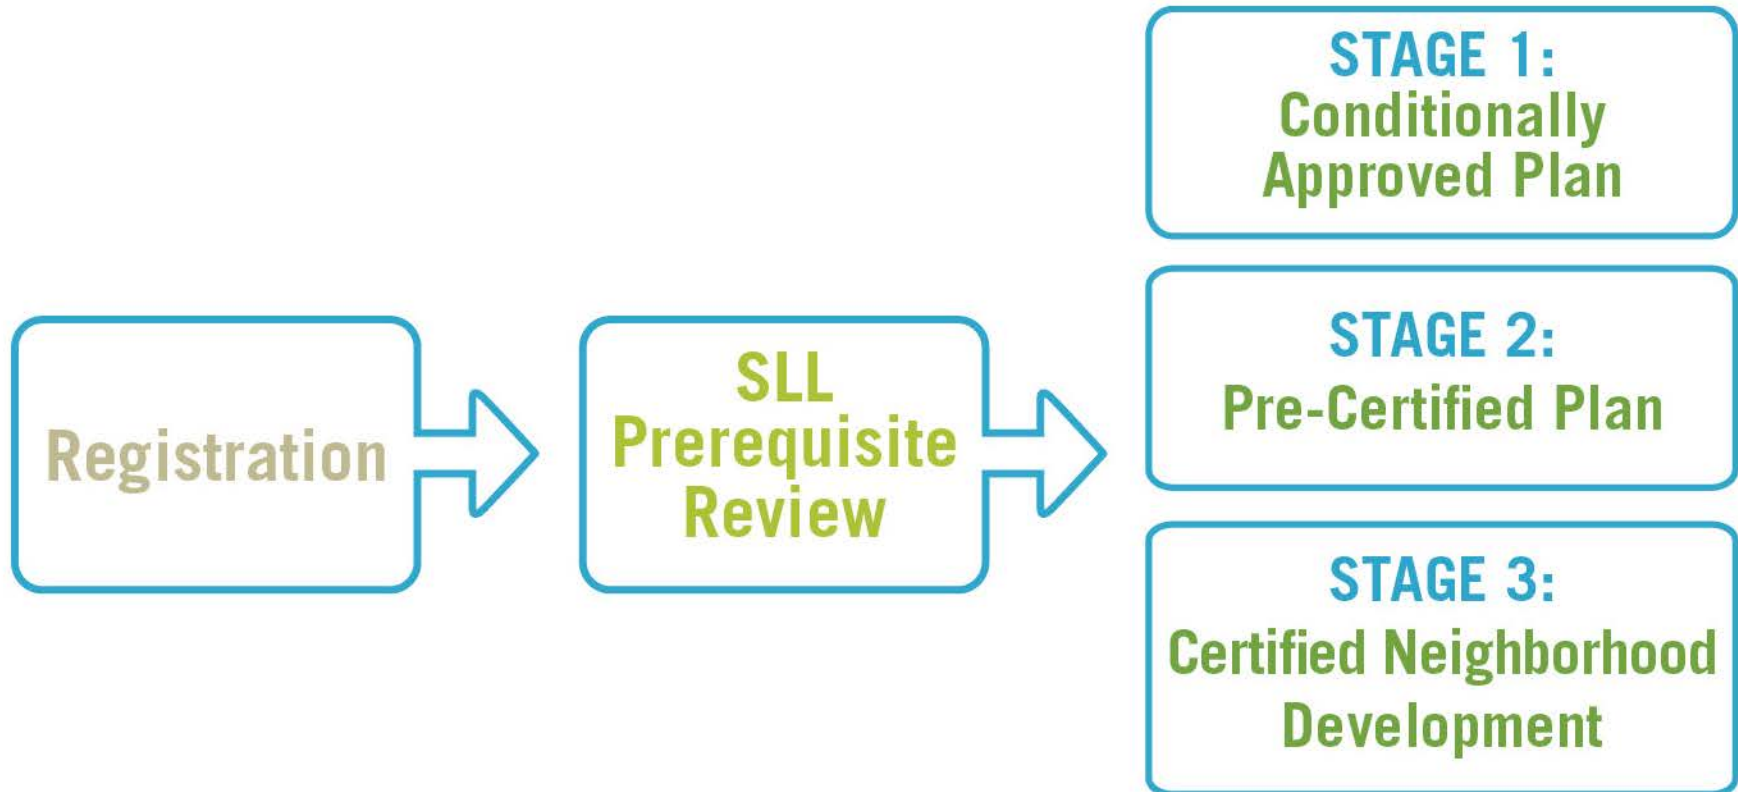 Registration
SLL
Prerequisite
Review
STAGE 1:
Conditionally
Approved Plan
STAGE 2:
Pre-Certified Plan
STAGE 3:
Certified Neighborhood
Development